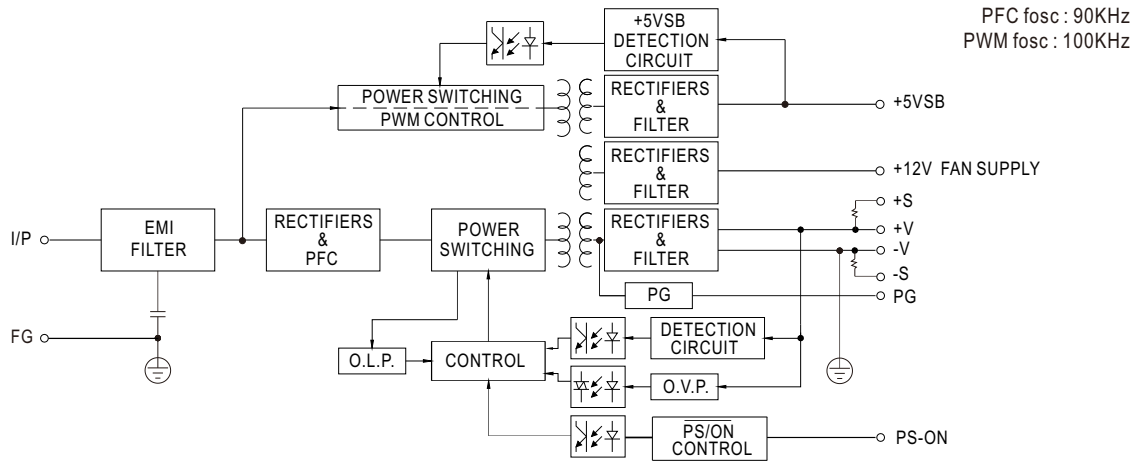 PFC fosc : 90KHz
PWM fosc : 100KHz
+5VSB
DETECTION
CIRCUIT
POWER SWITCHING
PWM CONTROL
RECTIFIERS
&
FILTER
+5VSB
RECTIFIERS
&
FILTER
+12V FAN SUPPLY
I/P
EMI
FILTER
RECTIFIERS
&
PFC
POWER
SWITCHING
RECTIFIERS
&
FILTER
+S
+V
-V
-S
PG
PG
FG
O.L.P.
CONTROL
DETECTION
CIRCUIT
O.V.P.
PS/ON
CONTROL
PS-ON